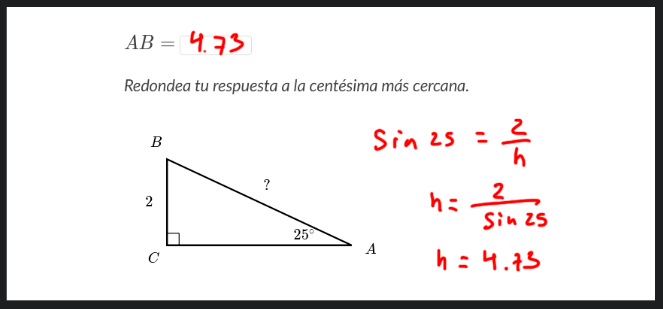 AB = 4.73
Redondea tu respuesta a la centésima más cercana.
B
?
2
25°
C
A
Sin 25 = 2/h
h = 2/Sin 25
h = 4.73